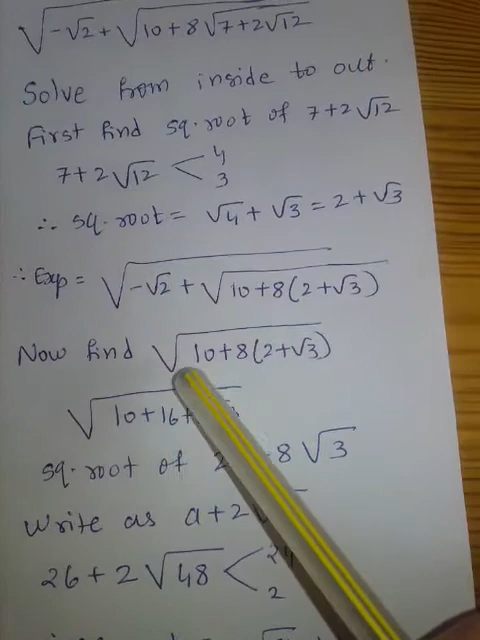 √-√2 + √10+8√7+2√12
Solve from inside to out.
First find sq.root of 7+2√12
7+2√12 < 4
3
∴ sq.root = √4 + √3 = 2+√3
∴ Exp = √-√2 + √10+8(2+√3)
Now find √10+8(2+√3)
√10+16+
sq.root of 2 8√3
Write as a+2√
26+2√48 < 24
2